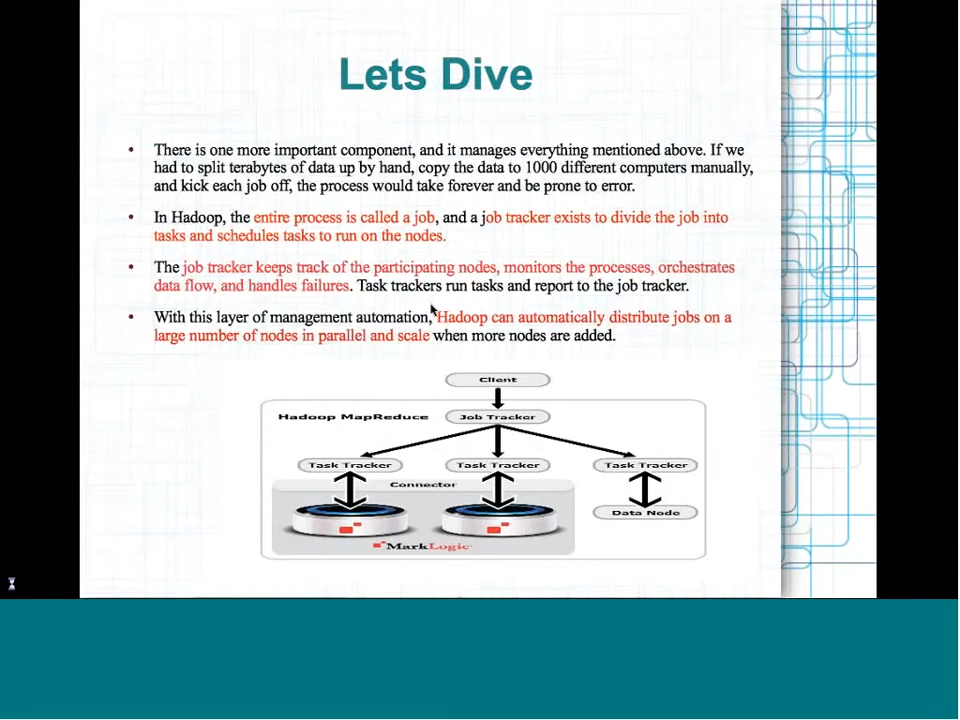 Lets Dive
• There is one more important component, and it manages everything mentioned above. If we
had to split terabytes of data up by hand, copy the data to 1000 different computers manually,
and kick each job off, the process would take forever and be prone to error.
• In Hadoop, the entire process is called a job, and a job tracker exists to divide the job into
tasks and schedules tasks to run on the nodes.
• The job tracker keeps track of the participating nodes, monitors the processes, orchestrates
data flow, and handles failures. Task trackers run tasks and report to the job tracker.
• With this layer of management automation, Hadoop can automatically distribute jobs on a
large number of nodes in parallel and scale when more nodes are added.
Client
Hadoop MapReduce
Job Tracker
Task Tracker
Task Tracker
Task Tracker
Connector
Data Node
MarkLogic